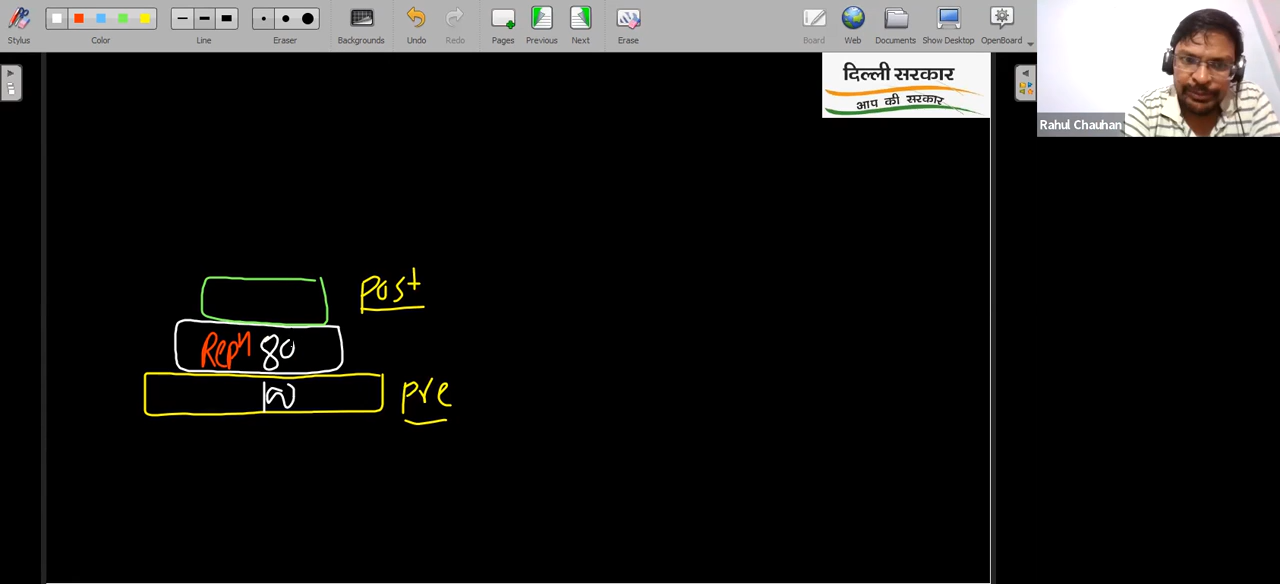 Stylus
Color
Line
Eraser
Backgrounds
Undo
Redo
Pages
Previous
Next
Erase
Board
Web
Documents
Show Desktop
OpenBoard
दिल्ली सरकार
आप की सरकार
Rahul Chauhan
Post
80
Pre